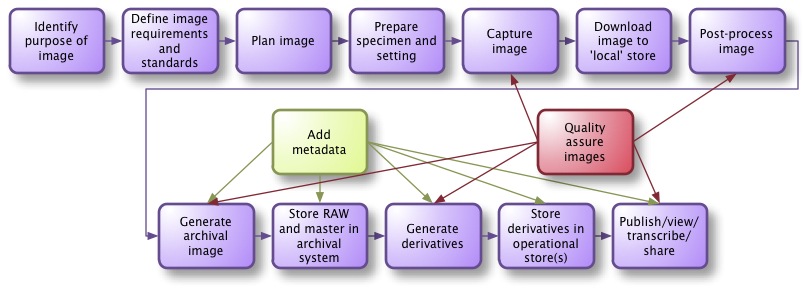 Identify
purpose of
image
Define image
requirements
and
standards
Plan image
Prepare
specimen and
setting
Capture
image
Download
image to
'local' store
Post-process
image
Add
metadata
Quality
assure
images
Generate
archival
image
Store RAW
and master in
archival
system
Generate
derivatives
Store
derivatives in
operational
store(s)
Publish/view/
transcribe/
share